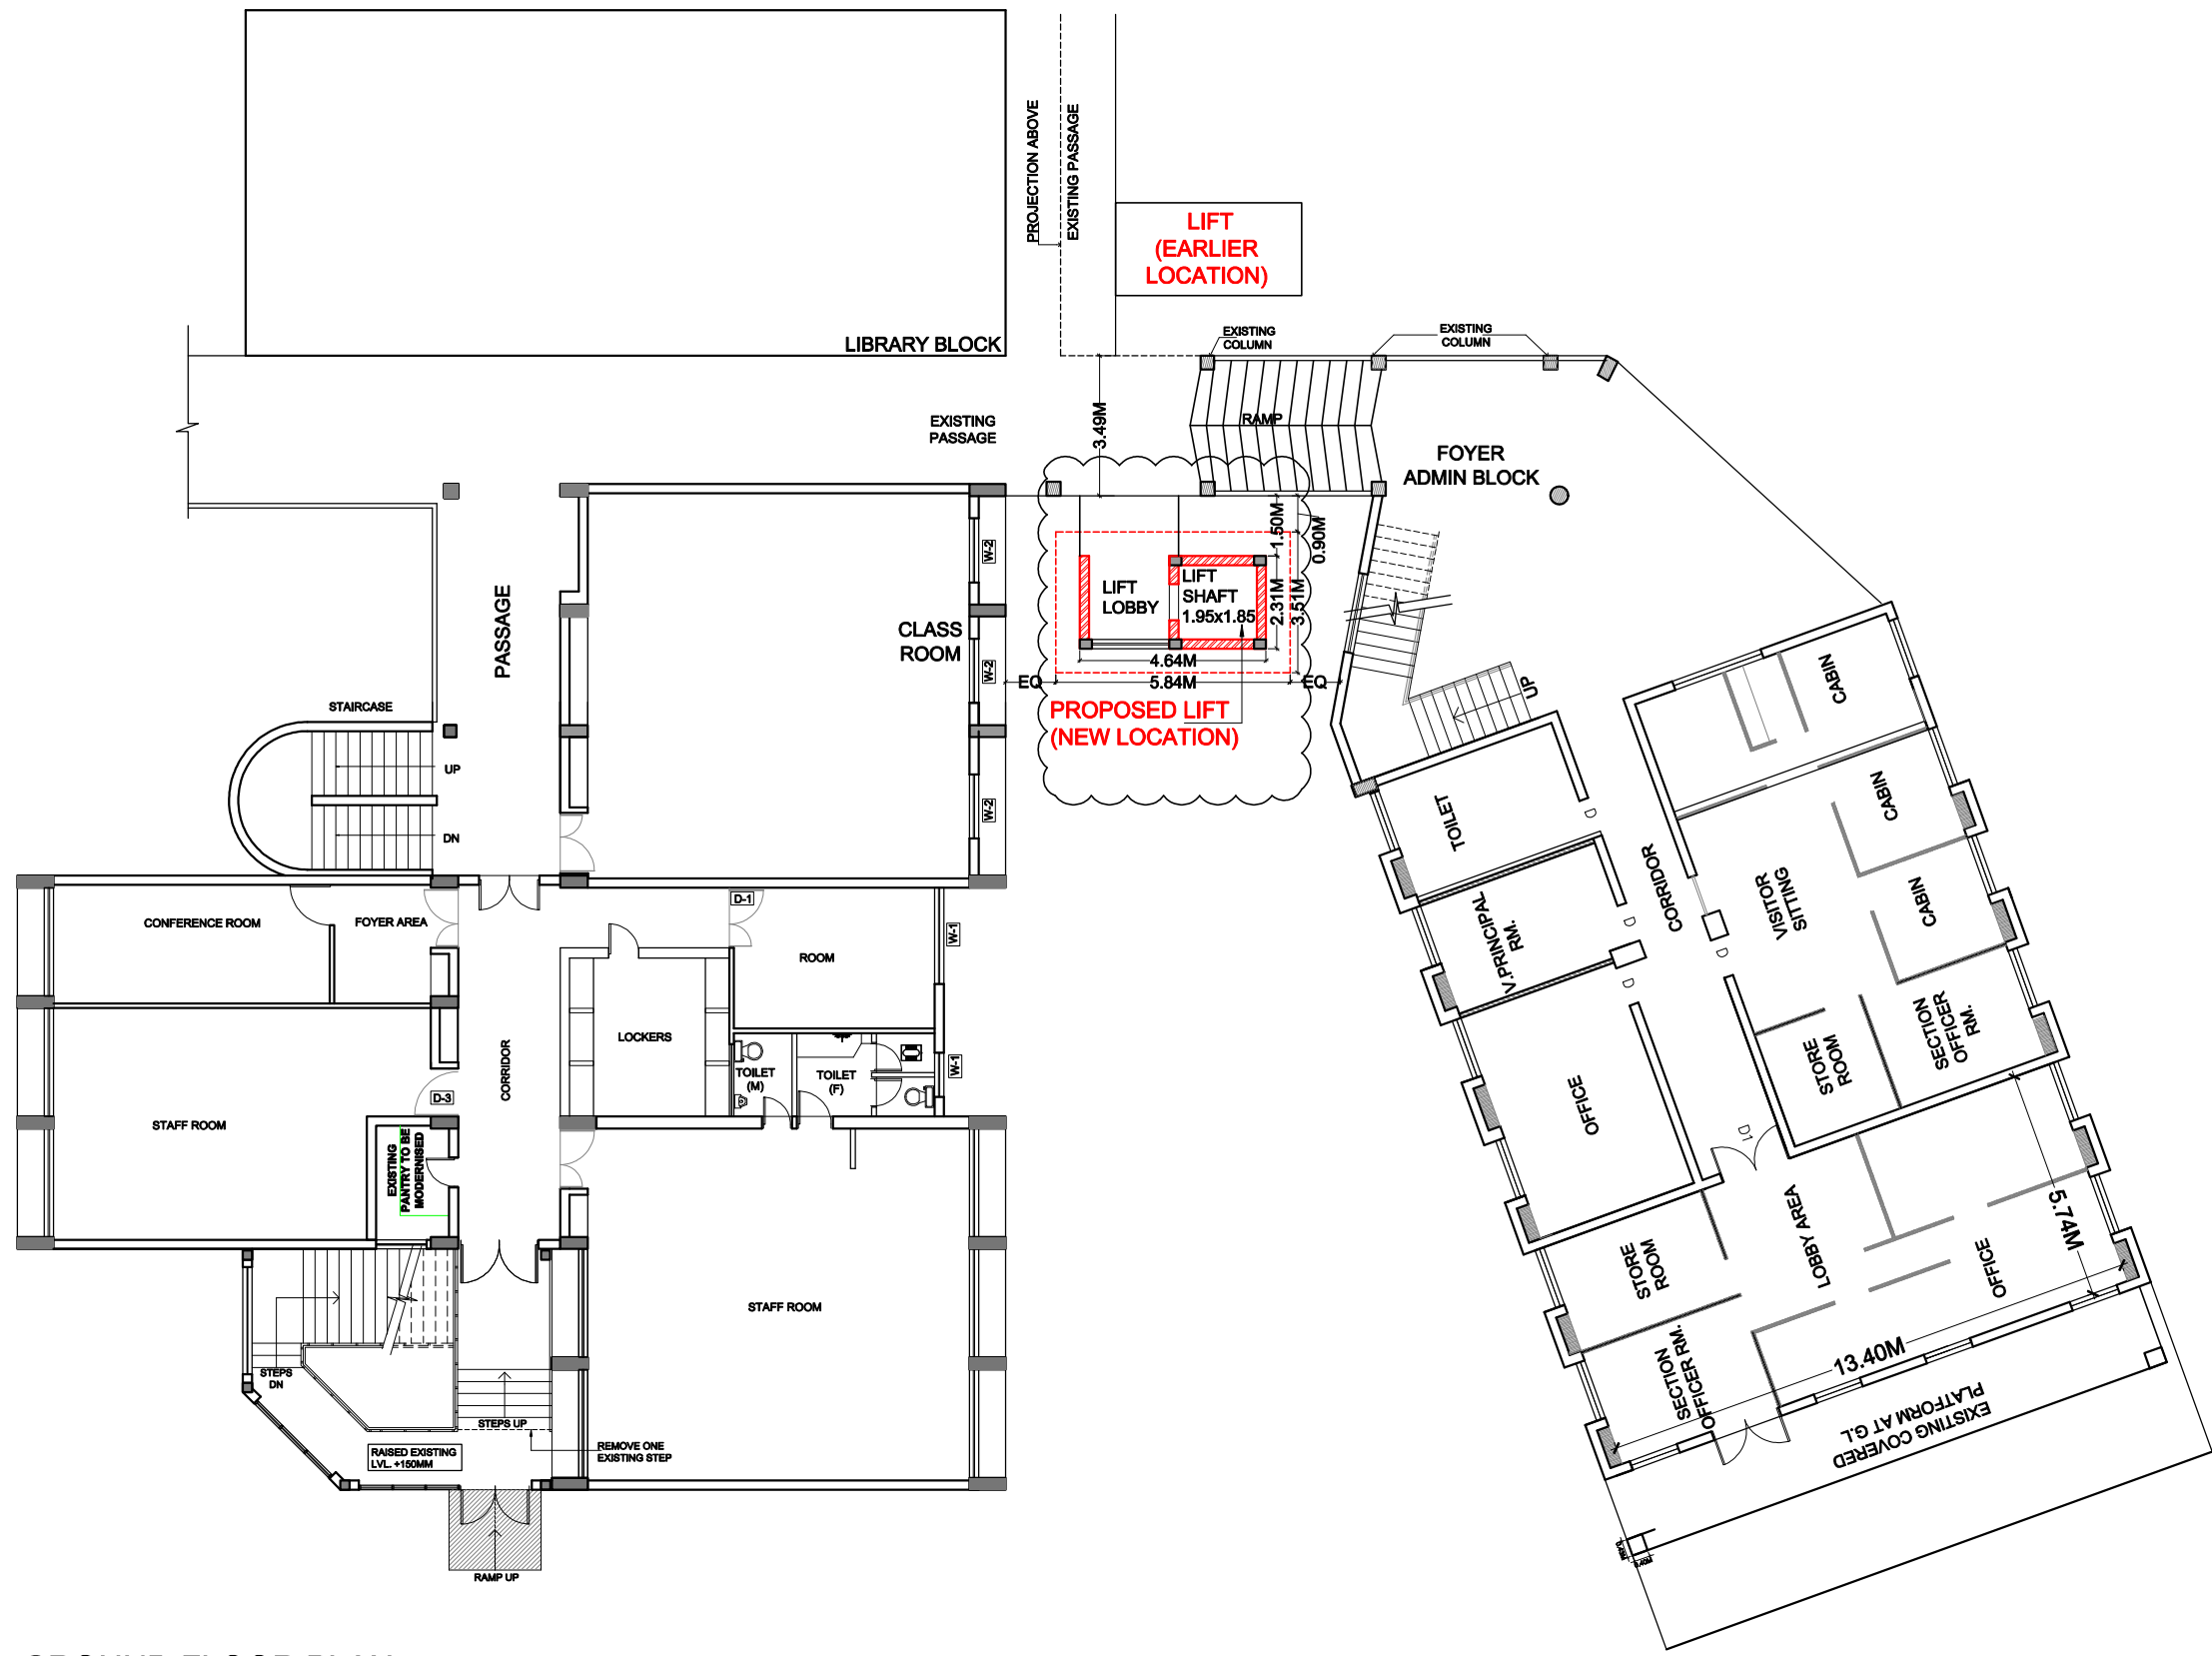 PROJECTION ABOVE
EXISTING PASSAGE
LIFT
(EARLIER
LOCATION)
LIBRARY BLOCK
EXISTING
COLUMN
EXISTING
COLUMN
EXISTING
PASSAGE
3.49M
RAMP
FOYER
ADMIN BLOCK
PASSAGE
CLASS
ROOM
W-2
W-2
W-2
LIFT
LOBBY
LIFT
SHAFT
1.95x1.85
1.50M
0.90M
2.31M
3.51M
4.64M
EQ
5.84M
EQ
PROPOSED LIFT
(NEW LOCATION)
UP
STAIRCASE
UP
DN
CONFERENCE ROOM
FOYER AREA
D-1
W-1
ROOM
LOCKERS
CORRIDOR
TOILET
(M)
TOILET
(F)
W-1
D-3
STAFF ROOM
EXISTING
PANTRY TO BE
MODERNISED
STAFF ROOM
STEPS
DN
STEPS UP
REMOVE ONE
EXISTING STEP
RAISED EXISTING
LVL. +150MM
RAMP UP
CABIN
CABIN
CABIN
TOILET
D
CORRIDOR
VISITOR
SITTING
V.PRINCIPAL
RM.
D
D
D
SECTION
OFFICER
RM.
STORE
ROOM
OFFICE
D1
5.74M
LOBBY AREA
STORE
ROOM
OFFICE
SECTION
OFFICER RM.
13.40M
EXISTING COVERED
PLATFORM AT G.L
GROUND FLOOR PLAN